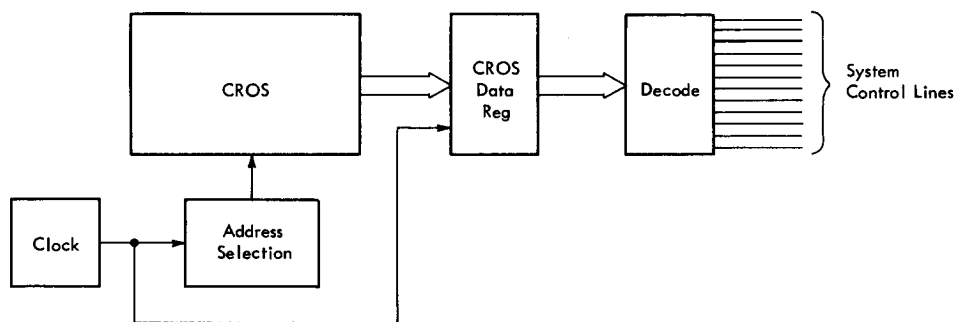 CROS
CROS
Data
Reg
Decode
System
Control Lines
Clock
Address
Selection